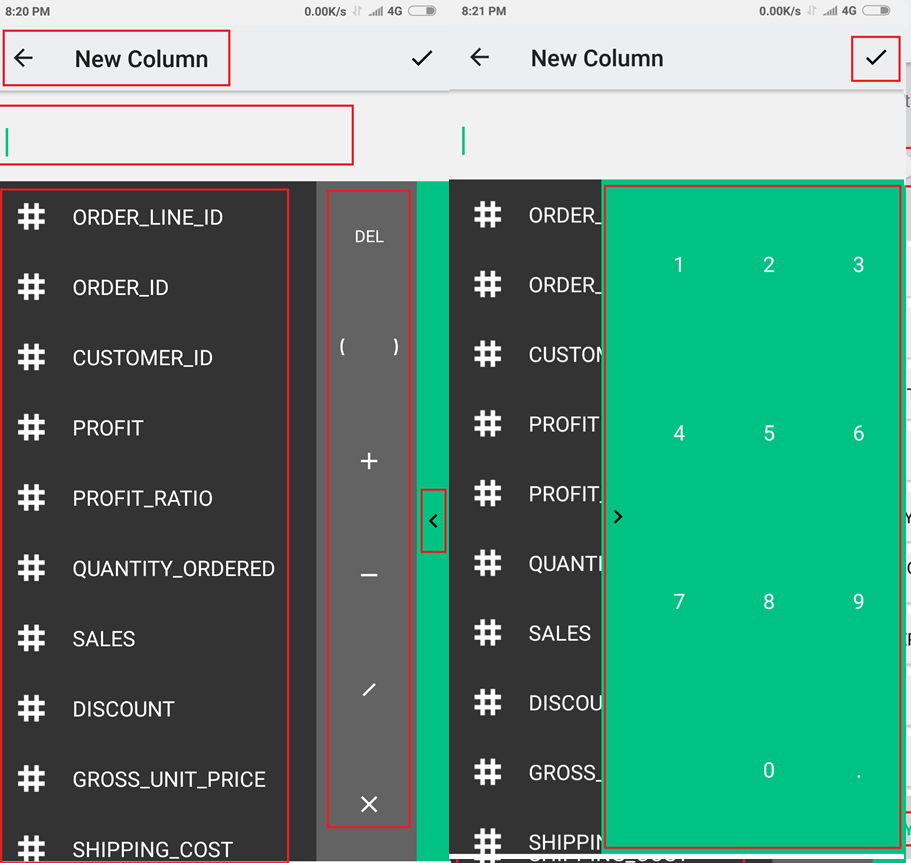 8:20 PM 0.00K/s 4G
New Column
ORDER_LINE_ID
ORDER_ID
CUSTOMER_ID
PROFIT
PROFIT_RATIO
QUANTITY_ORDERED
SALES
DISCOUNT
GROSS_UNIT_PRICE
SHIPPING_COST
DEL
( )
+
−
/
×
<
8:21 PM 0.00K/s 4G
New Column
ORDER_
ORDER_
CUSTOM
PROFIT
PROFIT_
QUANTI
SALES
DISCOU
GROSS_
SHIPPIN
>
1 2 3
4 5 6
7 8 9
0 .